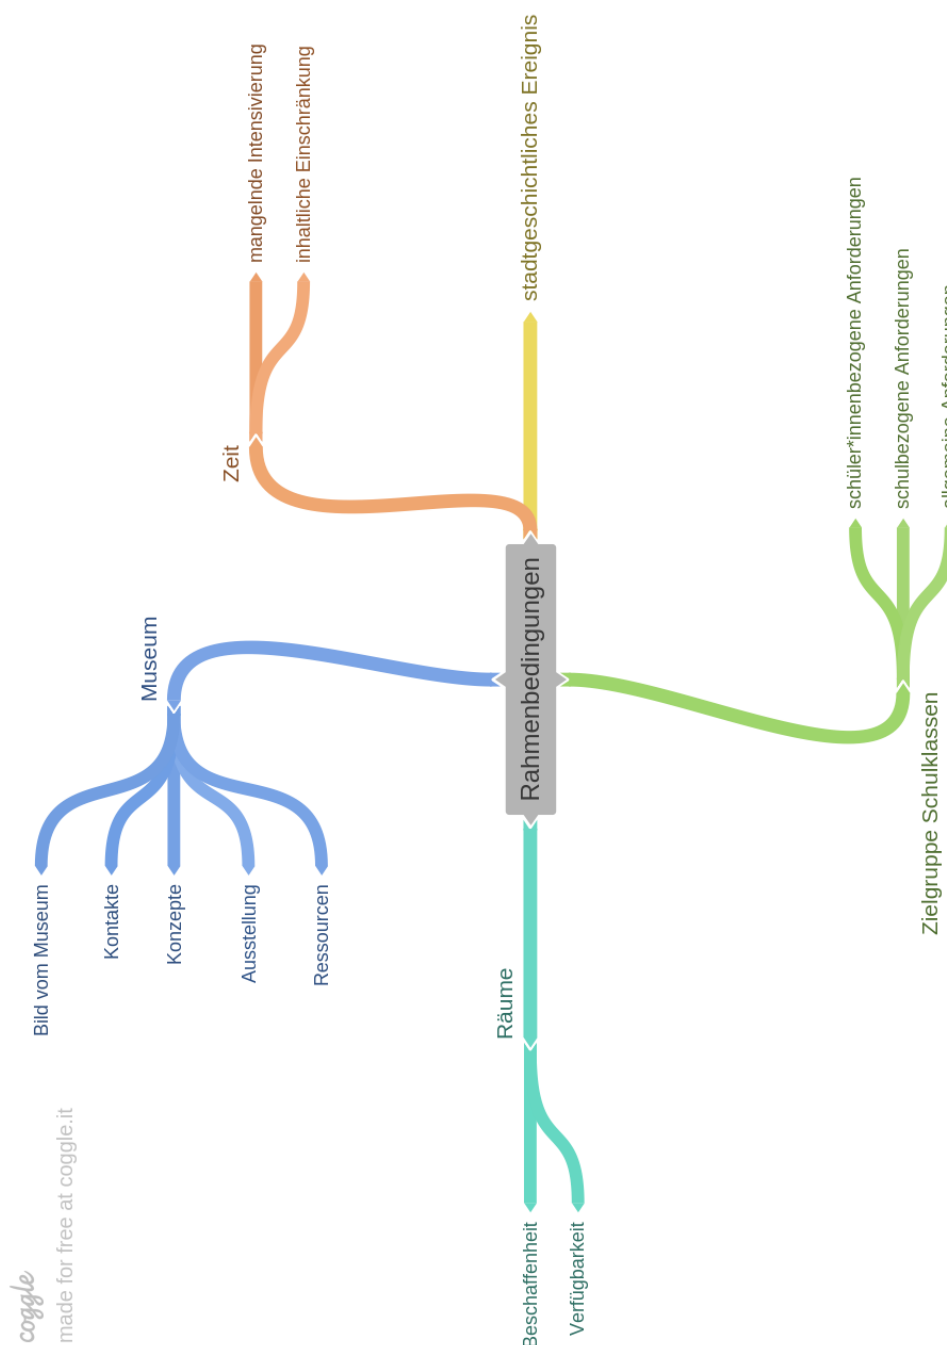 Rahmenbedingungen
Museum
Bild vom Museum
Kontakte
Konzepte
Ausstellung
Ressourcen
Zeit
mangelnde Intensivierung
inhaltliche Einschränkung
stadtgeschichtliches Ereignis
Räume
Beschaffenheit
Verfügbarkeit
Zielgruppe Schulklassen
schüler*innenbezogene Anforderungen
schulbezogene Anforderungen
coggle
made for free at coggle.it